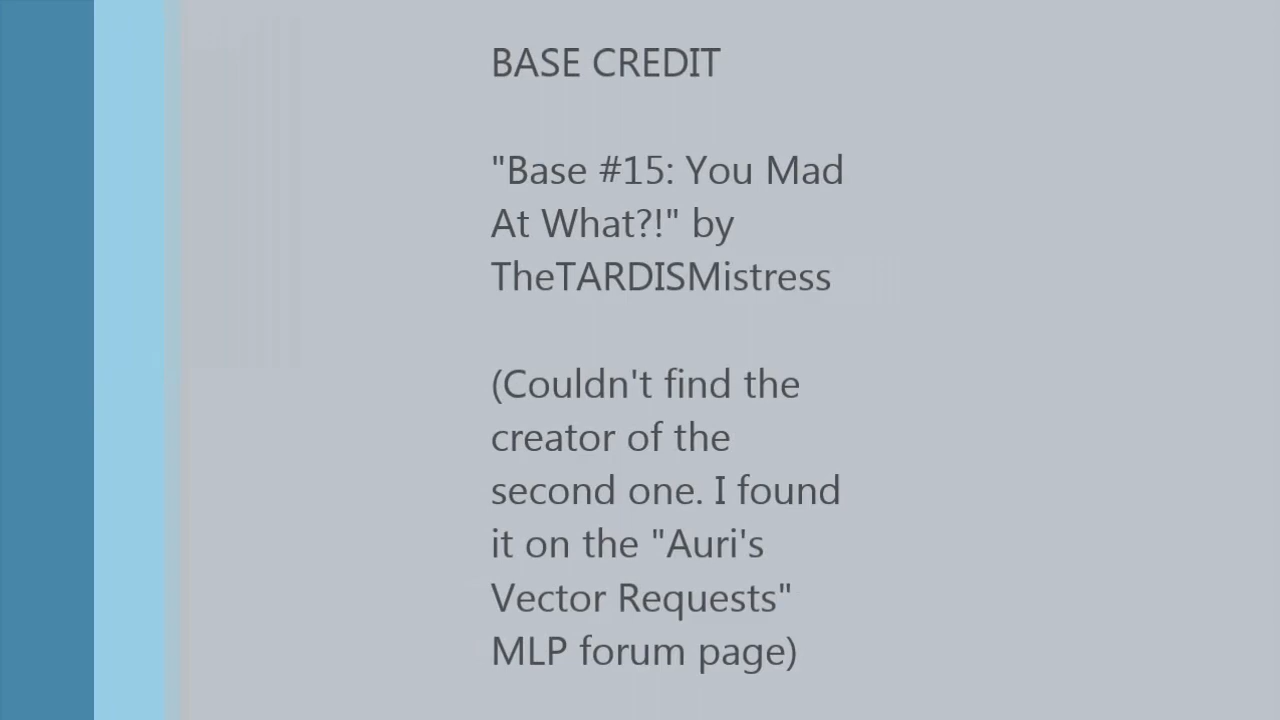 BASE CREDIT
"Base #15: You Mad
At What?!" by
TheTARDISMistress
(Couldn't find the
creator of the
second one. I found
it on the "Auri's
Vector Requests"
MLP forum page)